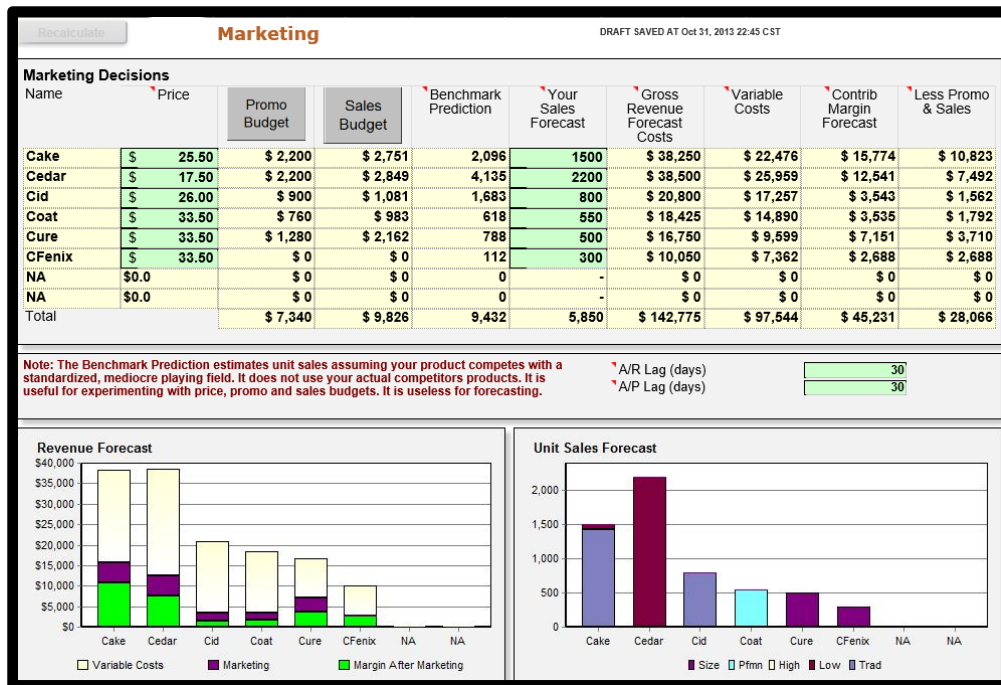 Recalculate Marketing DRAFT SAVED AT Oct 31, 2013 22:45 CST
Marketing Decisions
Name Price Promo Budget Sales Budget Benchmark Prediction Your Sales Forecast Gross Revenue Forecast Costs Variable Costs Contrib Margin Forecast Less Promo & Sales
Cake $ 25.50 $ 2,200 $ 2,751 2,096 1500 $ 38,250 $ 22,476 $ 15,774 $ 10,823
Cedar $ 17.50 $ 2,200 $ 2,849 4,135 2200 $ 38,500 $ 25,959 $ 12,541 $ 7,492
Cid $ 26.00 $ 900 $ 1,081 1,683 800 $ 20,800 $ 17,257 $ 3,543 $ 1,562
Coat $ 33.50 $ 760 $ 983 618 550 $ 18,425 $ 14,890 $ 3,535 $ 1,792
Cure $ 33.50 $ 1,280 $ 2,162 788 500 $ 16,750 $ 9,599 $ 7,151 $ 3,710
CFenix $ 33.50 $ 0 $ 0 112 300 $ 10,050 $ 7,362 $ 2,688 $ 2,688
NA $0.0 $ 0 $ 0 0 - $ 0 $ 0 $ 0 $ 0
NA $0.0 $ 0 $ 0 0 - $ 0 $ 0 $ 0 $ 0
Total $ 7,340 $ 9,826 9,432 5,850 $ 142,775 $ 97,544 $ 45,231 $ 28,066
Note: The Benchmark Prediction estimates unit sales assuming your product competes with a
standardized, mediocre playing field. It does not use your actual competitors products. It is
useful for experimenting with price, promo and sales budgets. It is useless for forecasting.
A/R Lag (days) 30
A/P Lag (days) 30
Revenue Forecast
$40,000
$35,000
$30,000
$25,000
$20,000
$15,000
$10,000
$5,000
$0
Cake Cedar Cid Coat Cure CFenix NA NA
Variable Costs Marketing Margin After Marketing
Unit Sales Forecast
2,000
1,500
1,000
500
0
Cake Cedar Cid Coat Cure CFenix NA NA
Size Pfmn High Low Trad